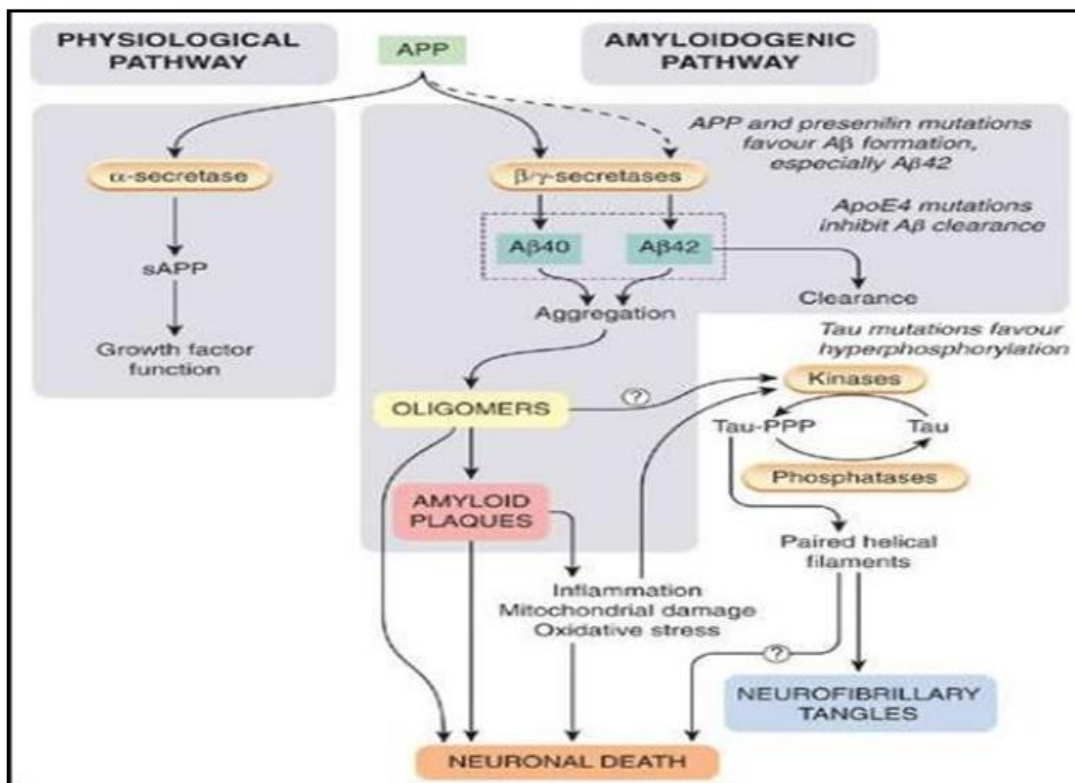 PHYSIOLOGICAL
PATHWAY
APP
AMYLOIDOGENIC
PATHWAY
APP and presenilin mutations
favour Aβ formation,
especially Aβ42
α-secretase
β/γ-secretases
ApoE4 mutations
inhibit Aβ clearance
Aβ40
Aβ42
sAPP
Clearance
Aggregation
Tau mutations favour
hyperphosphorylation
Growth factor
function
Kinases
?
OLIGOMERS
Tau-PPP
Tau
Phosphatases
AMYLOID
PLAQUES
Paired helical
filaments
Inflammation
Mitochondrial damage
Oxidative stress
?
NEUROFIBRILLARY
TANGLES
NEURONAL DEATH